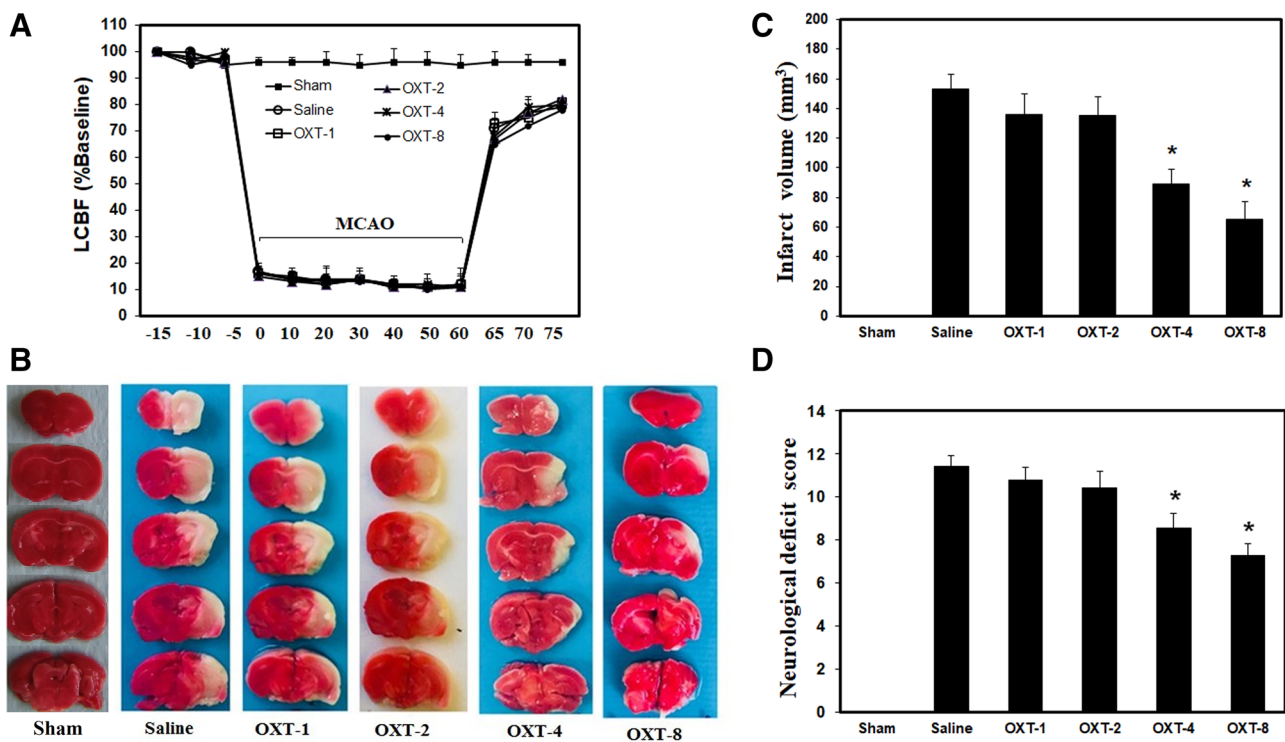 A
LCBF (%Baseline)
110
100
90
80
70
60
50
40
30
20
10
0
Sham
Saline
OXT-1
OXT-2
OXT-4
OXT-8
MCAO
-15 -10 -5 0 10 20 30 40 50 60 65 70 75
B
Sham Saline OXT-1 OXT-2 OXT-4 OXT-8
C
Infarct volume (mm³)
200
180
160
140
120
100
80
60
40
20
0
* *
Sham Saline OXT-1 OXT-2 OXT-4 OXT-8
D
Neurological deficit score
14
12
10
8
6
4
2
0
* *
Sham Saline OXT-1 OXT-2 OXT-4 OXT-8